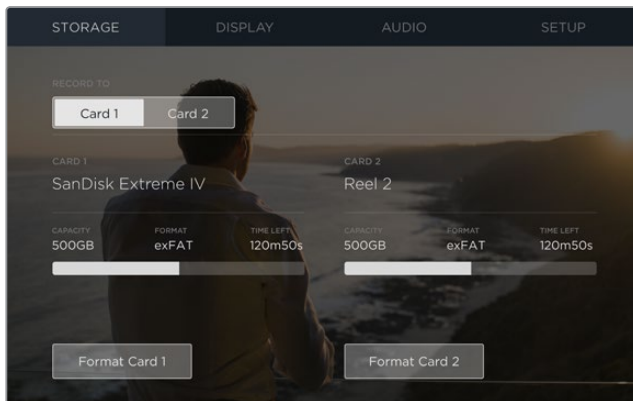 STORAGE DISPLAY AUDIO SETUP
RECORD TO
Card 1 Card 2
CARD 1 CARD 2
SanDisk Extreme IV Reel 2
CAPACITY FORMAT TIME LEFT CAPACITY FORMAT TIME LEFT
500GB exFAT 120m50s 500GB exFAT 120m50s
Format Card 1 Format Card 2